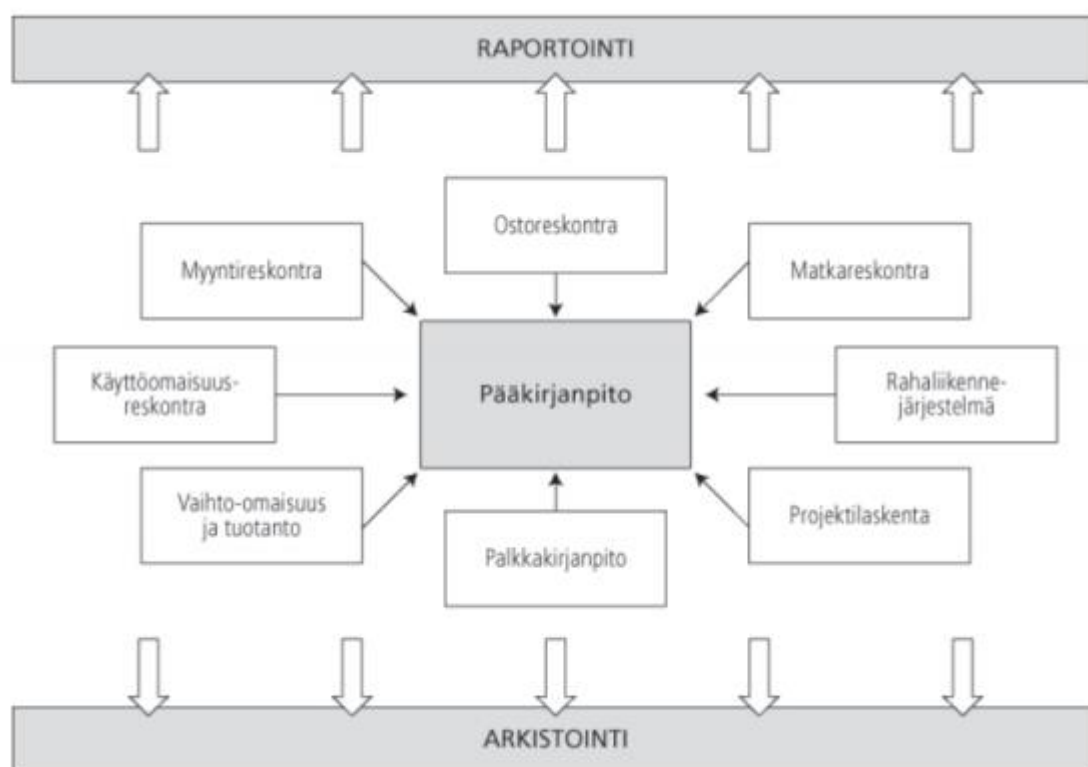 RAPORTOINTI
Ostoreskontra
Myyntireskontra
Matkareskontra
Käyttöomaisuus-
reskontra
Pääkirjanpito
Rahaliikenne-
järjestelmä
Vaihto-omaisuus
ja tuotanto
Palkkakirjanpito
Projektilaskenta
ARKISTOINTI